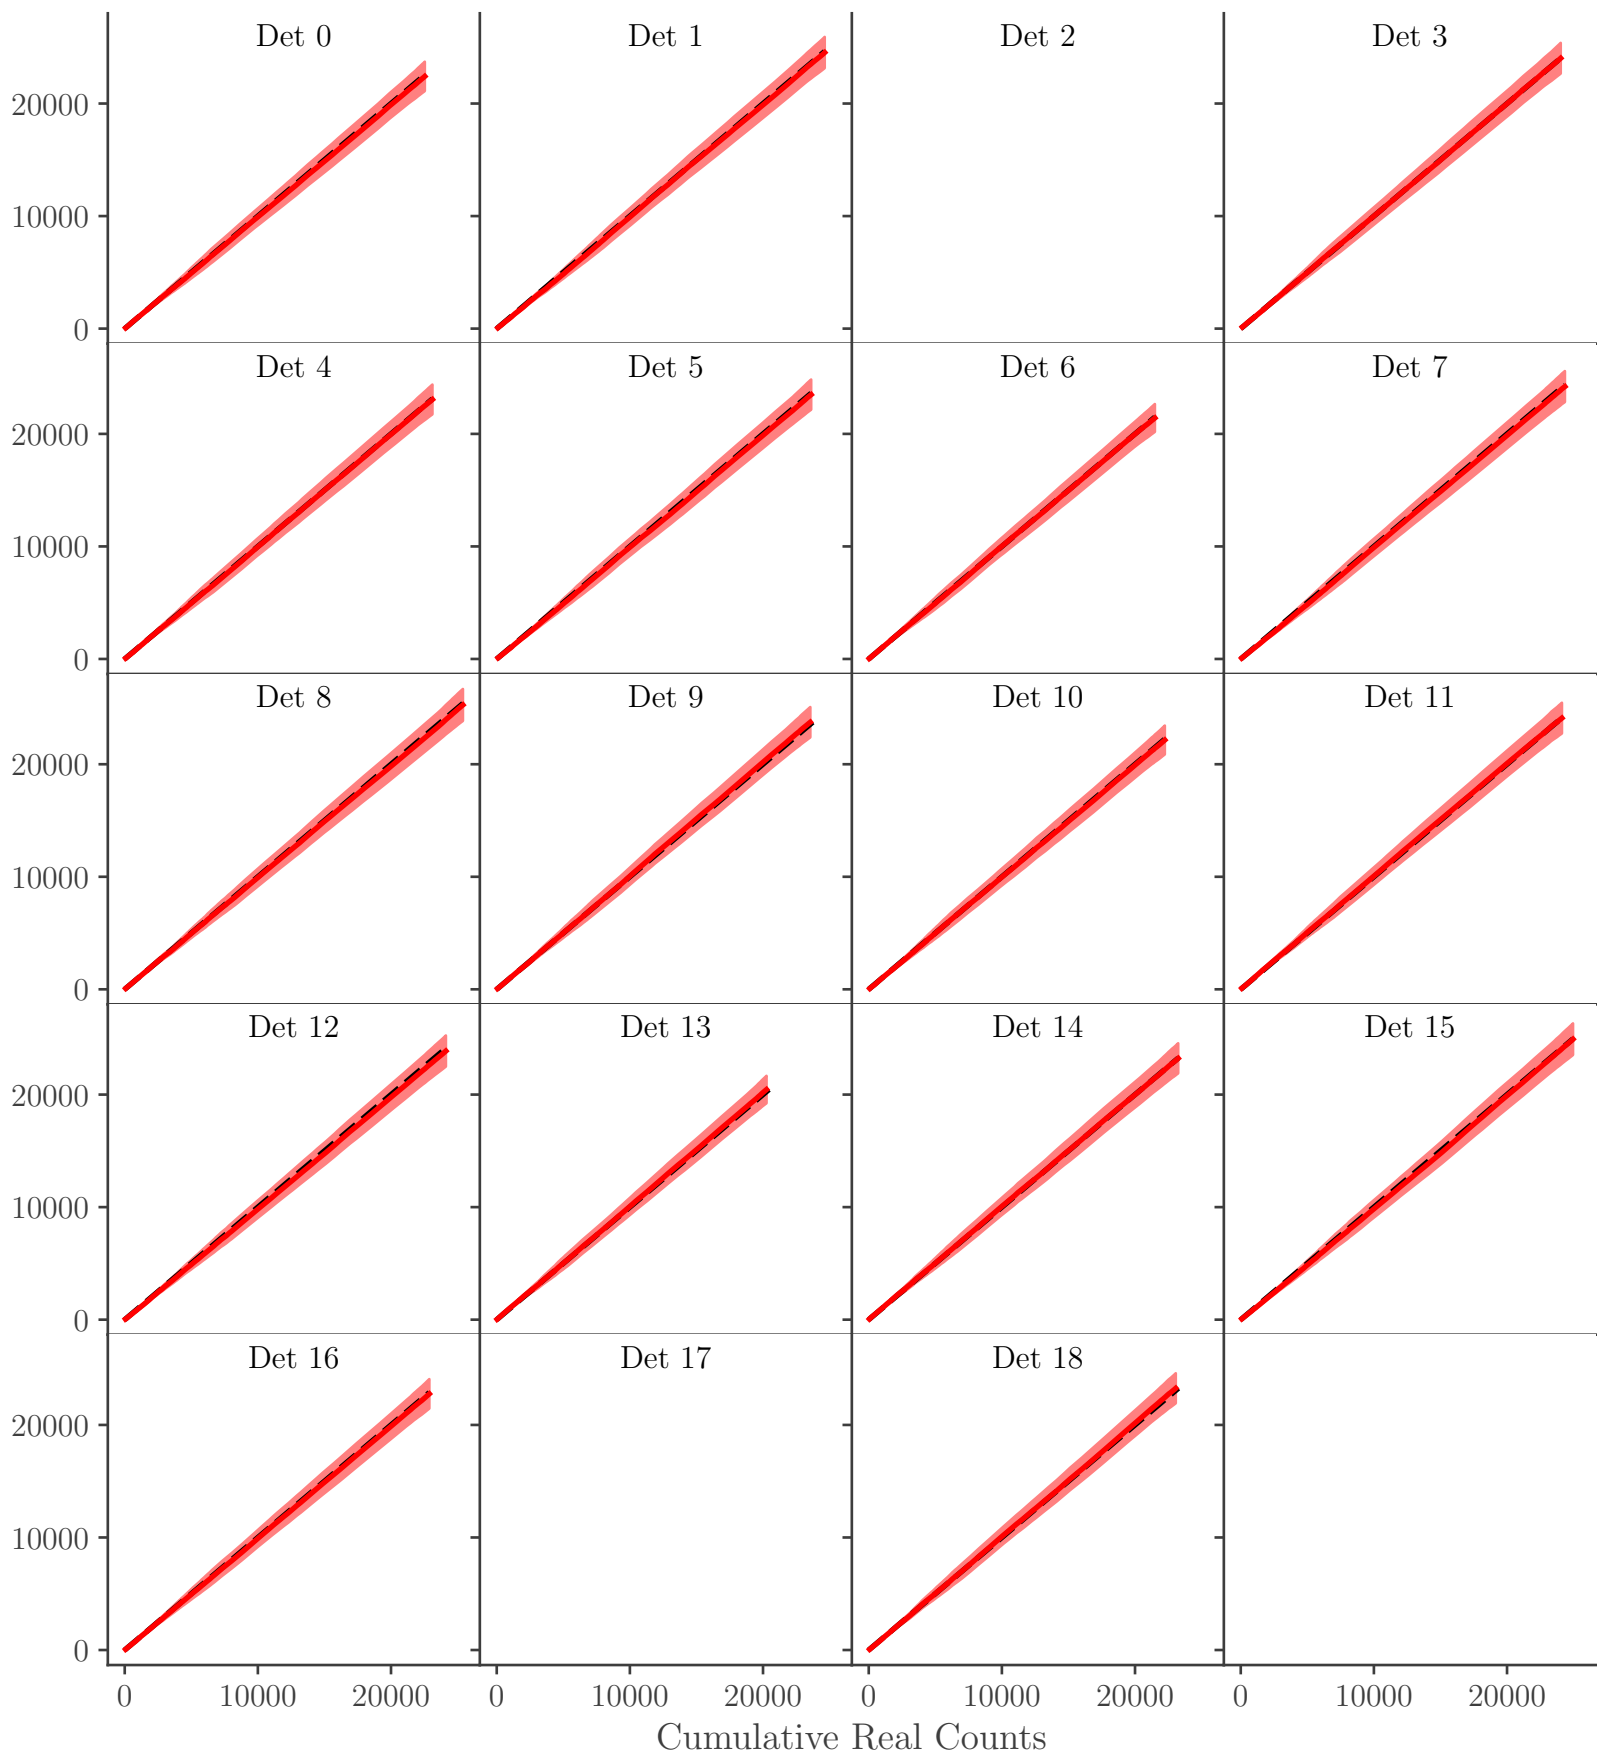 Det 0 Det 1 Det 2 Det 3
20000
10000
0
Det 4 Det 5 Det 6 Det 7
20000
10000
0
Det 8 Det 9 Det 10 Det 11
20000
10000
0
Det 12 Det 13 Det 14 Det 15
20000
10000
0
Det 16 Det 17 Det 18
20000
10000
0
0 10000 20000 0 10000 20000 0 10000 20000 0 10000 20000
Cumulative Real Counts